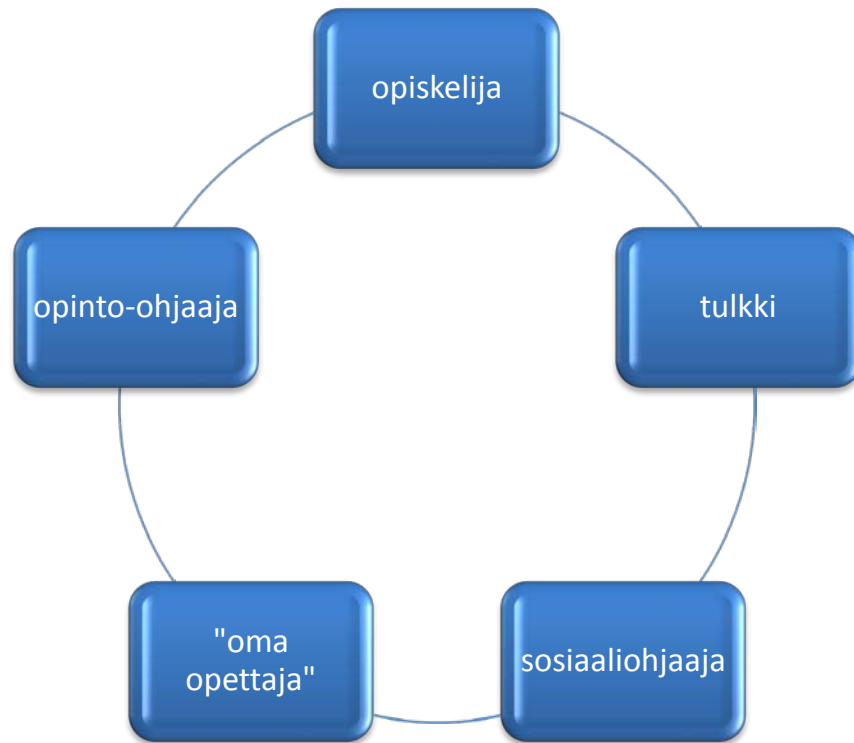 opiskelija
opinto-ohjaaja
tulkki
"oma
opettaja"
sosiaaliohjaaja